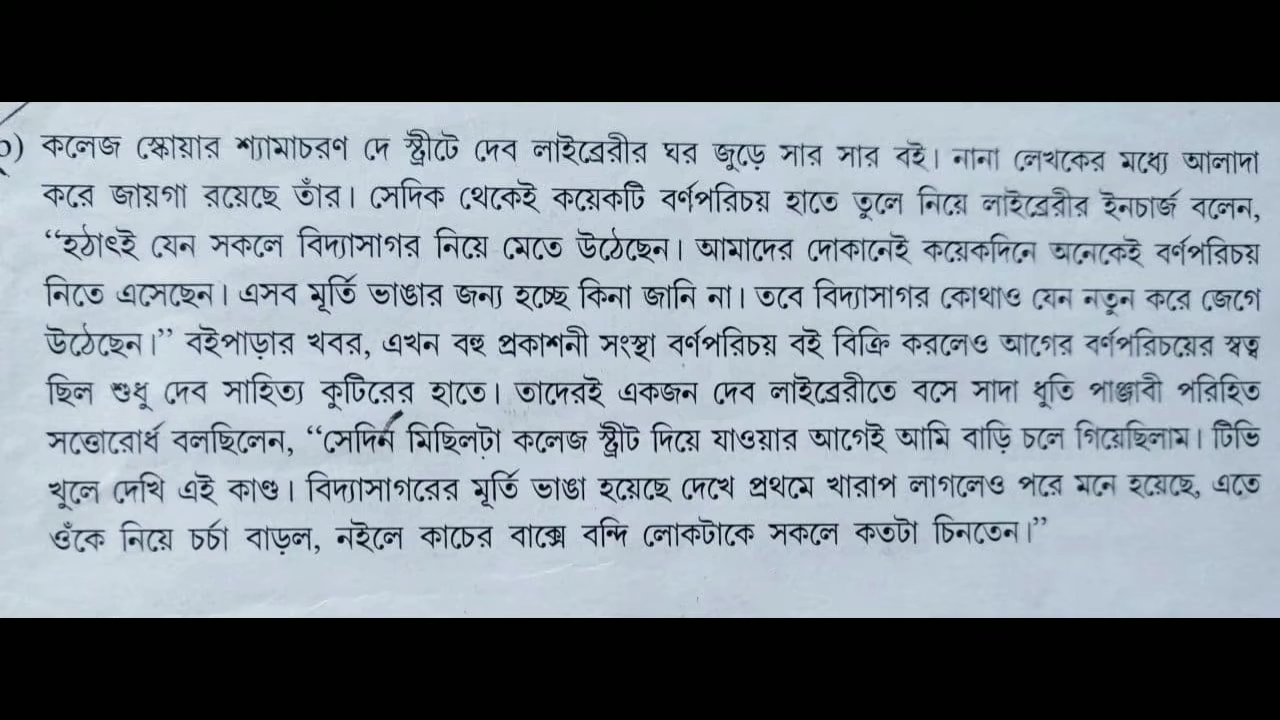 কলেজ স্কোয়ার শ্যামাচরণ দে স্ট্রীটে দেব লাইব্রেরীর ঘর জুড়ে সার সার বই। নানা লেখকের মধ্যে আলাদা
করে জায়গা রয়েছে তাঁর। সেদিক থেকেই কয়েকটি বর্ণপরিচয় হাতে তুলে নিয়ে লাইব্রেরীর ইনচার্জ বলেন,
“হঠাৎই যেন সকলে বিদ্যাসাগর নিয়ে মেতে উঠেছেন। আমাদের দোকানেই কয়েকদিনে অনেকেই বর্ণপরিচয়
নিতে এসেছেন। এসব মূর্তি ভাঙার জন্য হচ্ছে কিনা জানি না। তবে বিদ্যাসাগর কোথাও যেন নতুন করে জেগে
উঠেছেন।” বইপাড়ার খবর, এখন বহু প্রকাশনী সংস্থা বর্ণপরিচয় বই বিক্রি করলেও আগের বর্ণপরিচয়ের স্বত্ব
ছিল শুধু দেব সাহিত্য কুটিরের হাতে। তাদেরই একজন দেব লাইব্রেরীতে বসে সাদা ধুতি পাঞ্জাবী পরিহিত
সত্তোরোর্ধ বলছিলেন, “সেদিন মিছিলটা কলেজ স্ট্রীট দিয়ে যাওয়ার আগেই আমি বাড়ি চলে গিয়েছিলাম। টিভি
খুলে দেখি এই কাণ্ড। বিদ্যাসাগরের মূর্তি ভাঙা হয়েছে দেখে প্রথমে খারাপ লাগলেও পরে মনে হয়েছে, এতে
ওঁকে নিয়ে চর্চা বাড়ল, নইলে কাচের বাক্সে বন্দি লোকটাকে সকলে কতটা চিনতেন।”